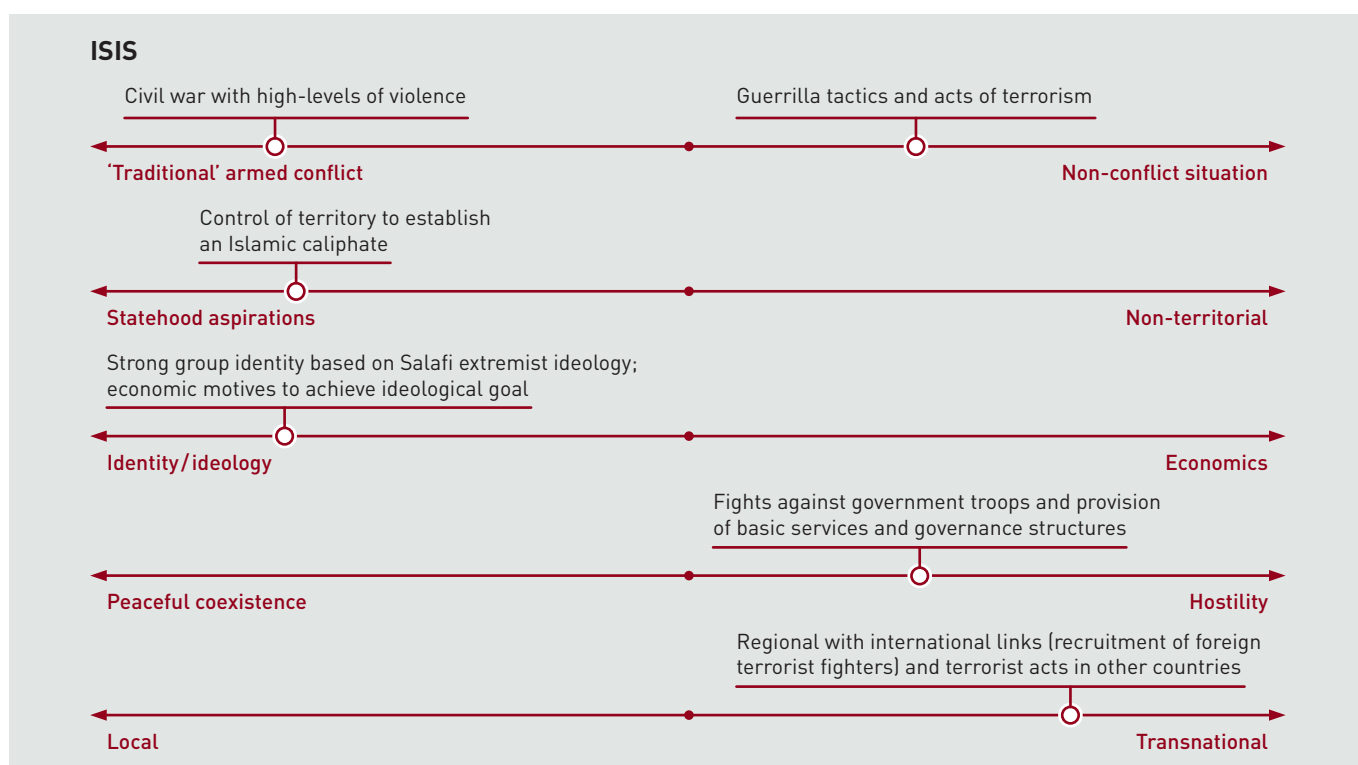 ISIS
Civil war with high-levels of violence
Guerrilla tactics and acts of terrorism
‘Traditional’ armed conflict
Non-conflict situation
Control of territory to establish
an Islamic caliphate
Statehood aspirations
Non-territorial
Strong group identity based on Salafi extremist ideology;
economic motives to achieve ideological goal
Identity/ideology
Economics
Fights against government troops and provision
of basic services and governance structures
Peaceful coexistence
Hostility
Regional with international links (recruitment of foreign
terrorist fighters) and terrorist acts in other countries
Local
Transnational